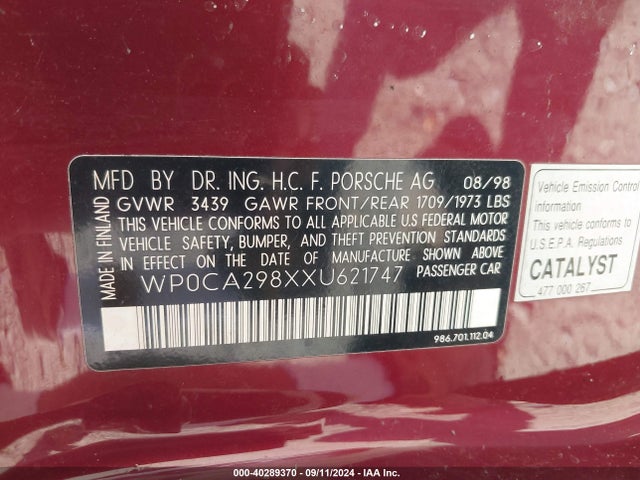 MADE IN FINLAND
MFD BY DR. ING. H.C. F. PORSCHE AG 08/98
GVWR 3439 GAWR FRONT/REAR 1709/1973 LBS
THIS VEHICLE CONFORMS TO ALL APPLICABLE U.S FEDERAL MOTOR
VEHICLE SAFETY, BUMPER, AND THEFT PREVENTION STANDARDS
IN EFFECT ON THE DATE OF MANUFACTURE SHOWN ABOVE
WP0CA298XXU621747 PASSENGER CAR
986.701.112.04
Vehicle Emission Control
This vehicle conforms to
U.S.E.P.A. Regulations
CATALYST
477 000 267
000-40289370 - 09/11/2024 - IAA Inc.